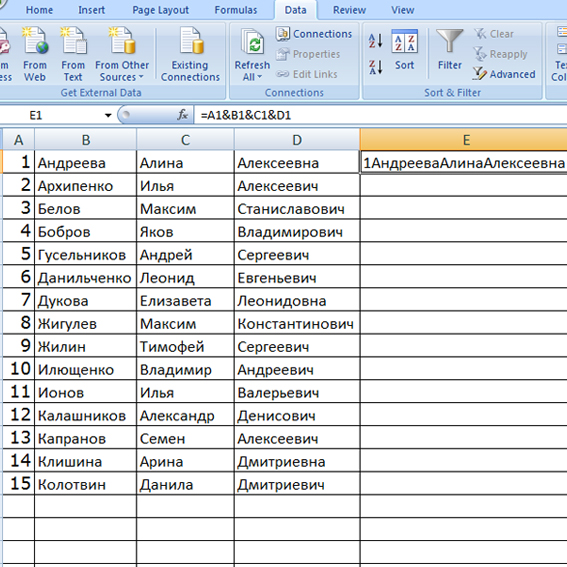 Home Insert Page Layout Formulas Data Review View
From Web
From Text
From Other Sources
Existing Connections
Refresh All
Connections
Properties
Edit Links
Sort
Filter
Clear
Reapply
Advanced
Get External Data Connections Sort & Filter
E1 fx =A1&B1&C1&D1
A B C D E
1 Андреева Алина Алексеевна 1АндрееваАлинаАлексеевна
2 Архипенко Илья Алексеевич
3 Белов Максим Станиславович
4 Бобров Яков Владимирович
5 Гусельников Андрей Сергеевич
6 Данильченко Леонид Евгеньевич
7 Дукова Елизавета Леонидовна
8 Жигулев Максим Константинович
9 Жилин Тимофей Сергеевич
10 Илющенко Владимир Андреевич
11 Ионов Илья Валерьевич
12 Калашников Александр Денисович
13 Капранов Семен Алексеевич
14 Клишина Арина Дмитриевна
15 Колотвин Данила Дмитриевич